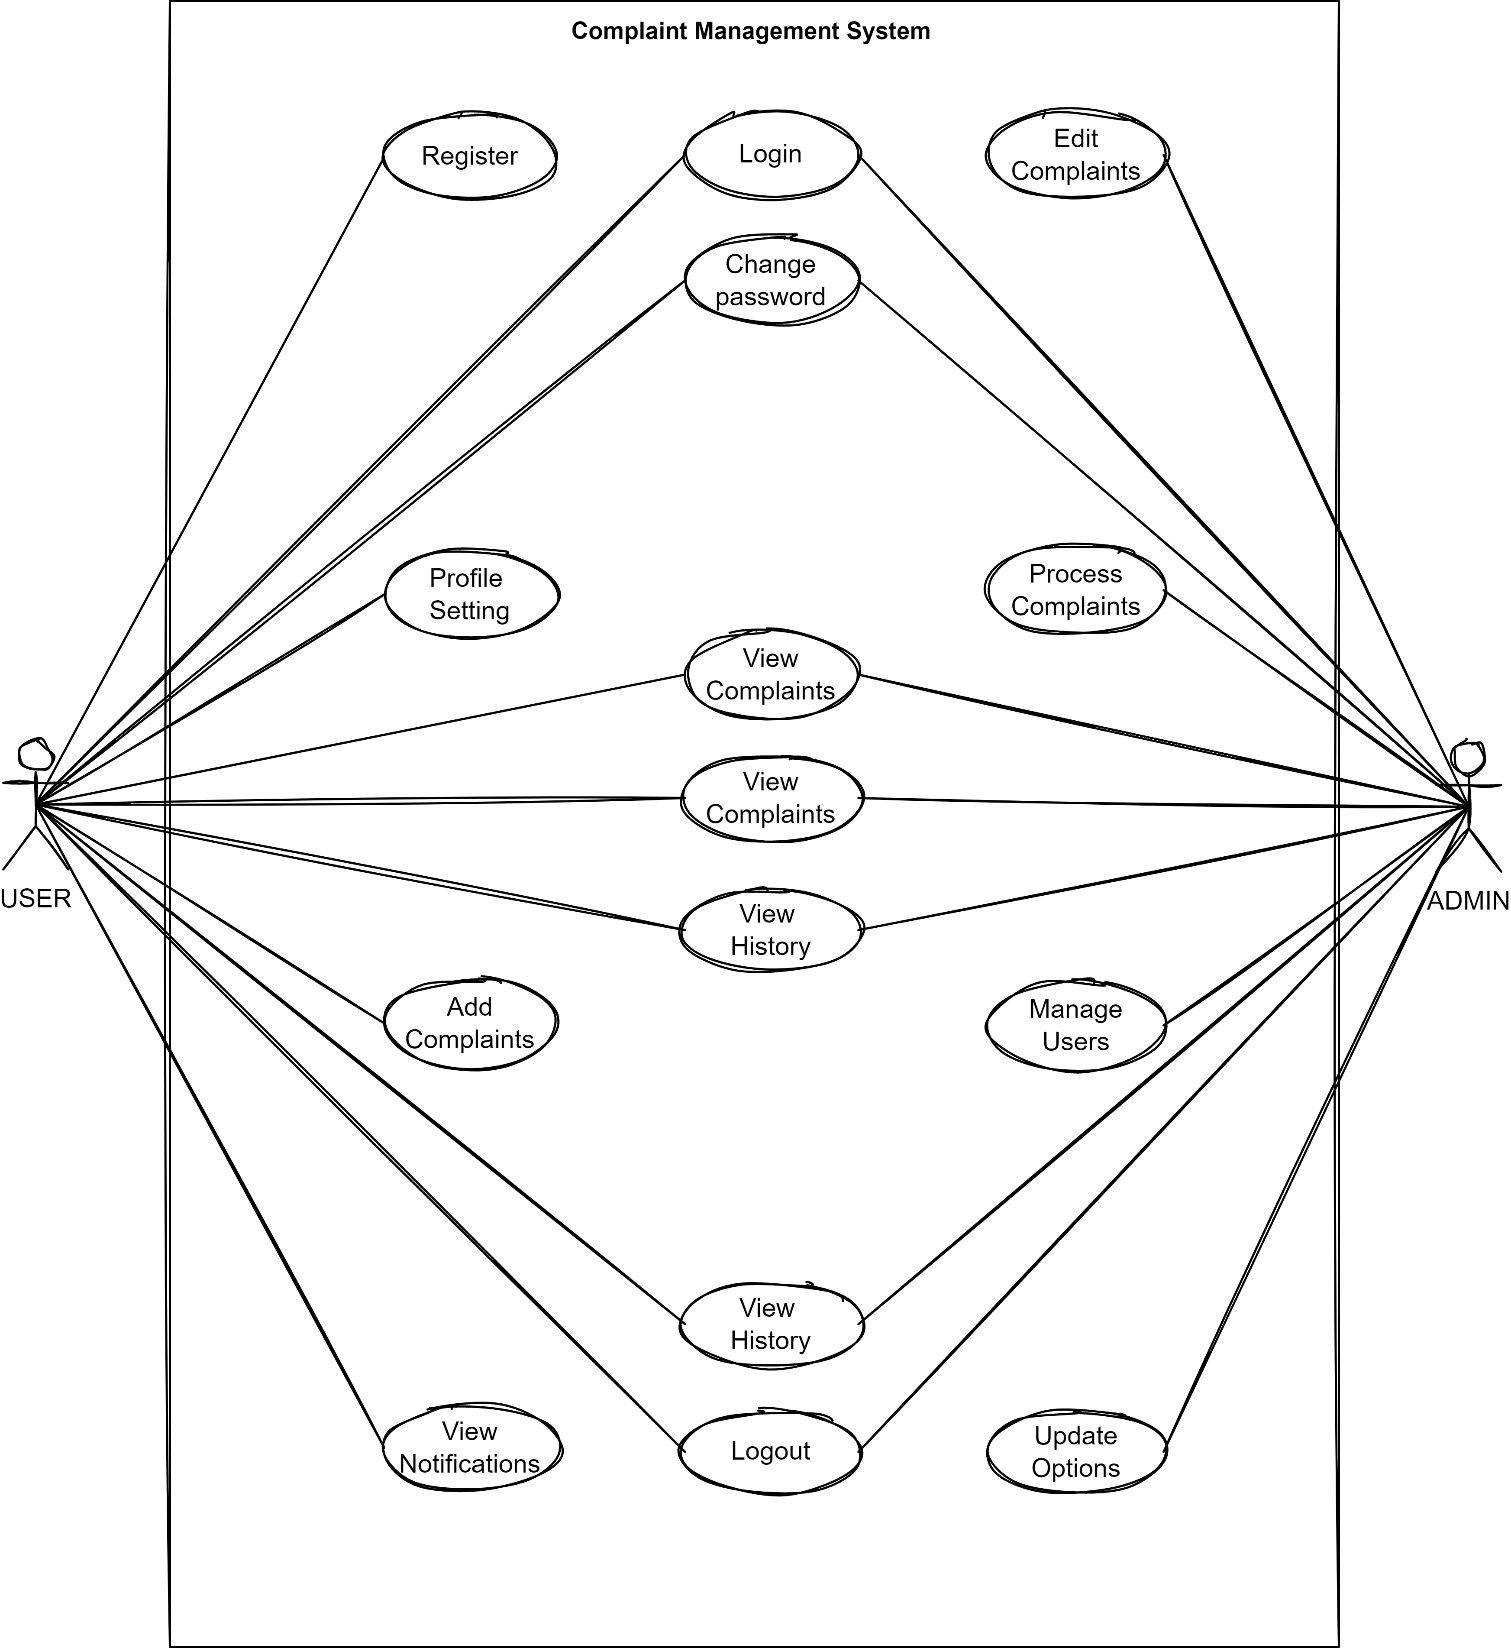 Complaint Management System
Register
Login
Edit
Complaints
Change
password
Profile
Setting
Process
Complaints
View
Complaints
View
Complaints
USER
ADMIN
View
History
Add
Complaints
Manage
Users
View
History
View
Notifications
Logout
Update
Options